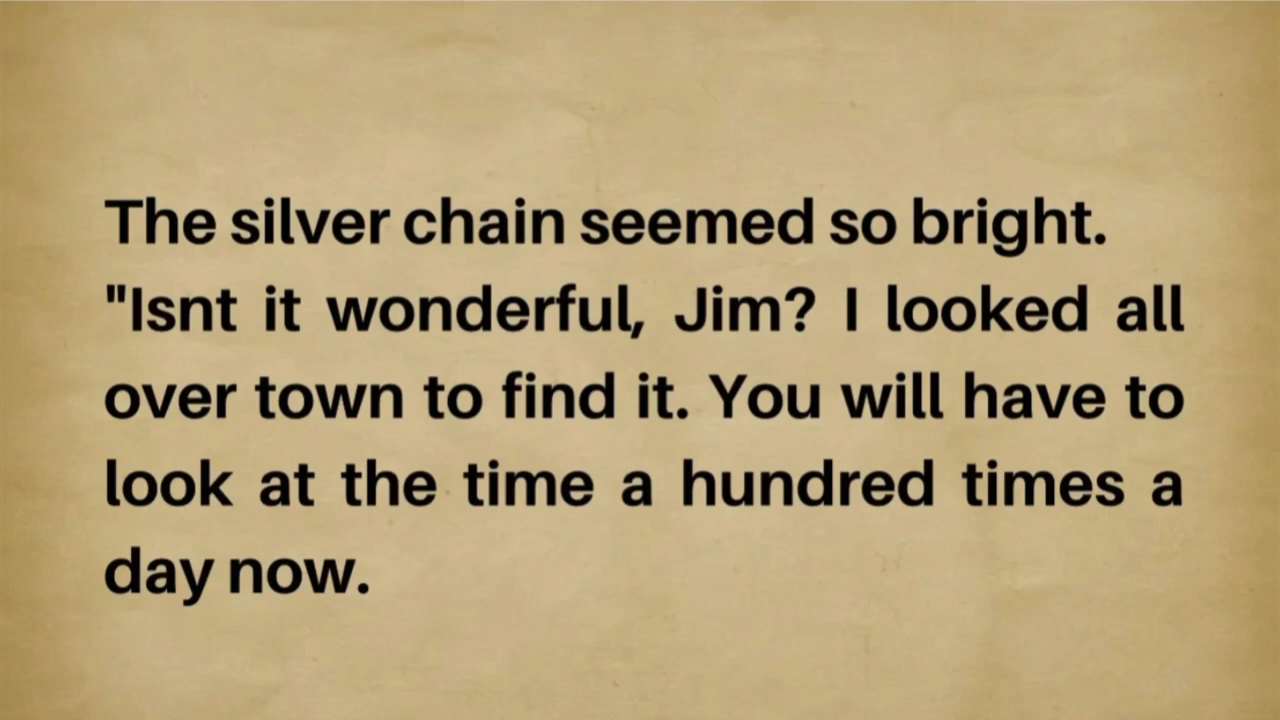 The silver chain seemed so bright.
"Isnt it wonderful, Jim? I looked all
over town to find it. You will have to
look at the time a hundred times a
day now.